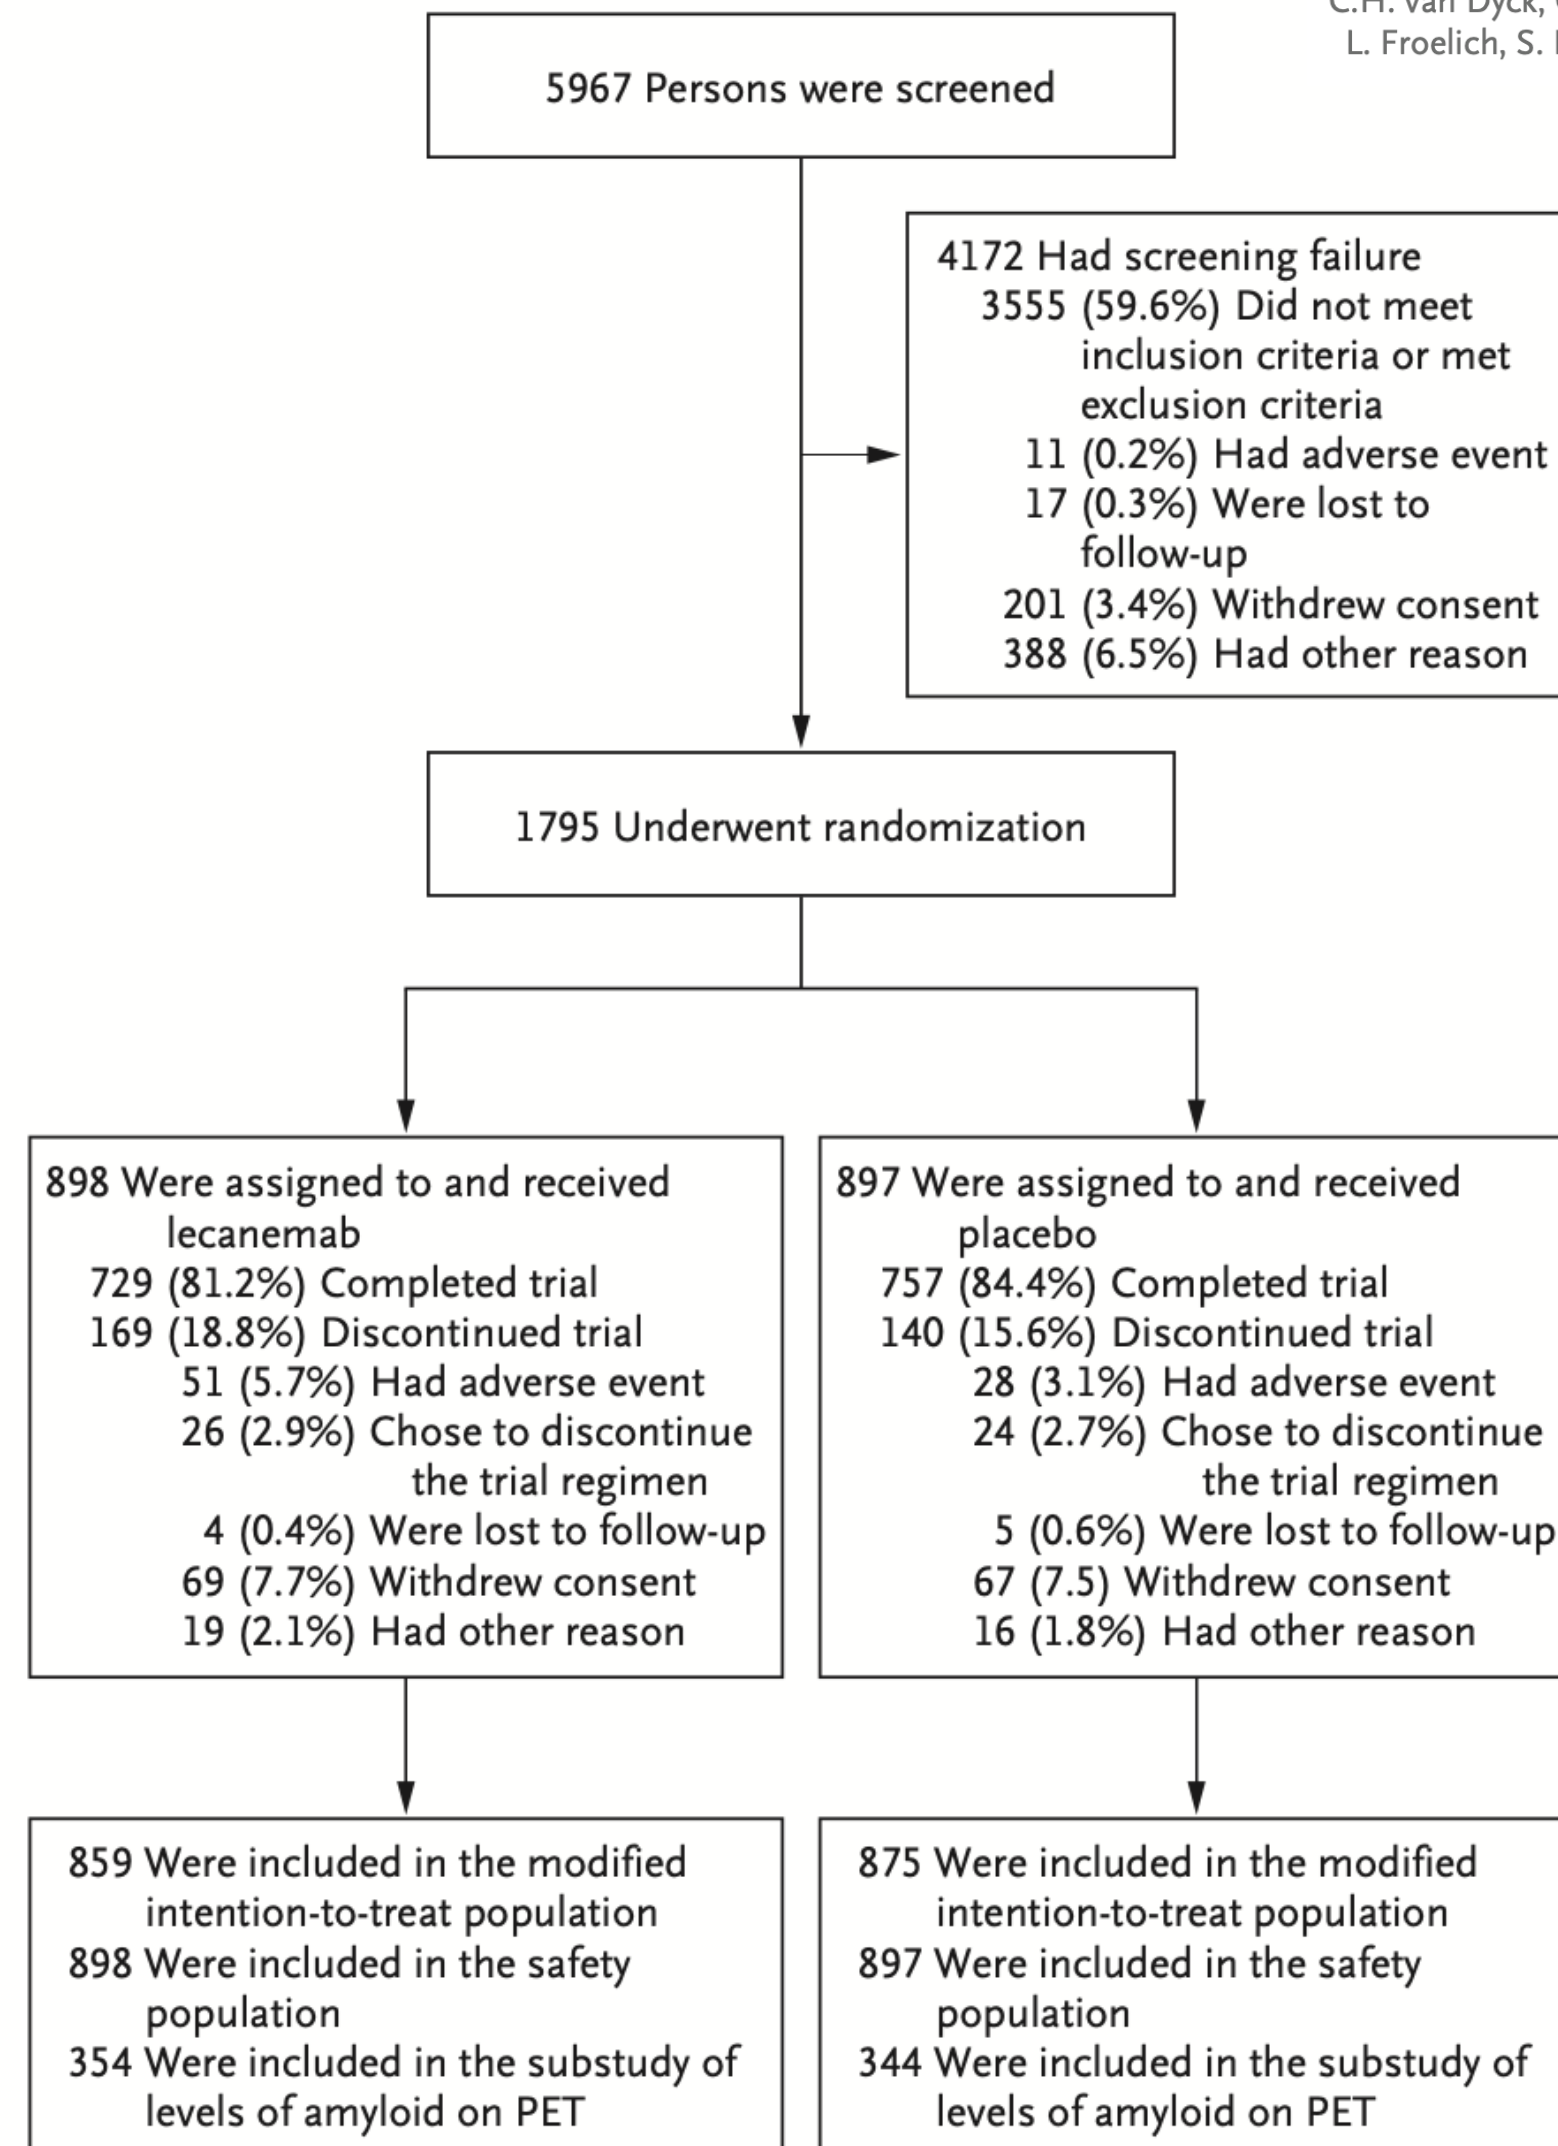 C.H. van Dyck,
L. Froelich, S.
5967 Persons were screened
4172 Had screening failure
3555 (59.6%) Did not meet
inclusion criteria or met
exclusion criteria
11 (0.2%) Had adverse event
17 (0.3%) Were lost to
follow-up
201 (3.4%) Withdrew consent
388 (6.5%) Had other reason
1795 Underwent randomization
898 Were assigned to and received
lecanemab
729 (81.2%) Completed trial
169 (18.8%) Discontinued trial
51 (5.7%) Had adverse event
26 (2.9%) Chose to discontinue
the trial regimen
4 (0.4%) Were lost to follow-up
69 (7.7%) Withdrew consent
19 (2.1%) Had other reason
897 Were assigned to and received
placebo
757 (84.4%) Completed trial
140 (15.6%) Discontinued trial
28 (3.1%) Had adverse event
24 (2.7%) Chose to discontinue
the trial regimen
5 (0.6%) Were lost to follow-up
67 (7.5) Withdrew consent
16 (1.8%) Had other reason
859 Were included in the modified
intention-to-treat population
898 Were included in the safety
population
354 Were included in the substudy of
levels of amyloid on PET
875 Were included in the modified
intention-to-treat population
897 Were included in the safety
population
344 Were included in the substudy of
levels of amyloid on PET